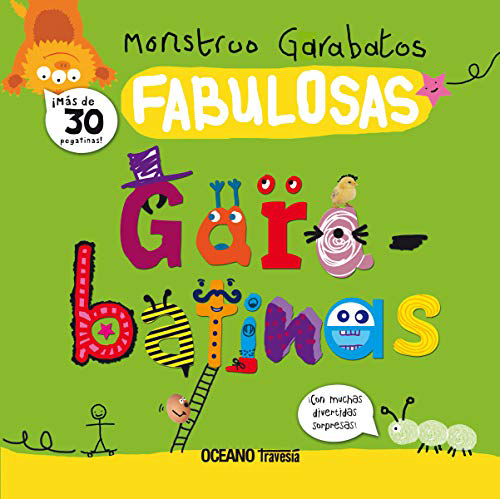 Monstruo Garabatos
FABULOSAS
¡Más de
30
pegatinas!
Gara-
batinas
¡Con muchas
divertidas
sorpresas!
OCEANO travesía